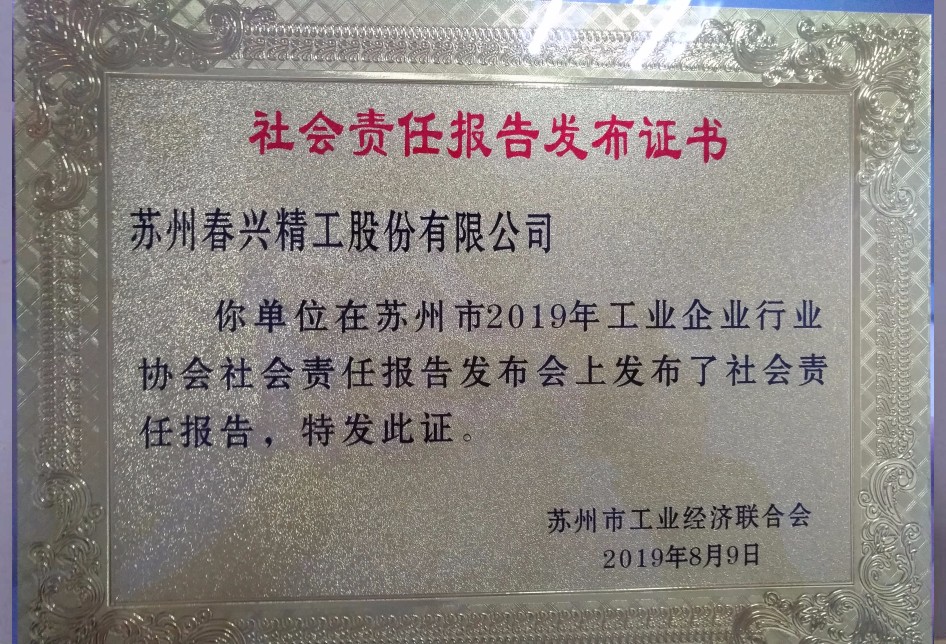 社会责任报告发布证书
苏州春兴精工股份有限公司
你单位在苏州市2019年工业企业行业
协会社会责任报告发布会上发布了社会责
任报告，特发此证。
苏州市工业经济联合会
2019年8月9日